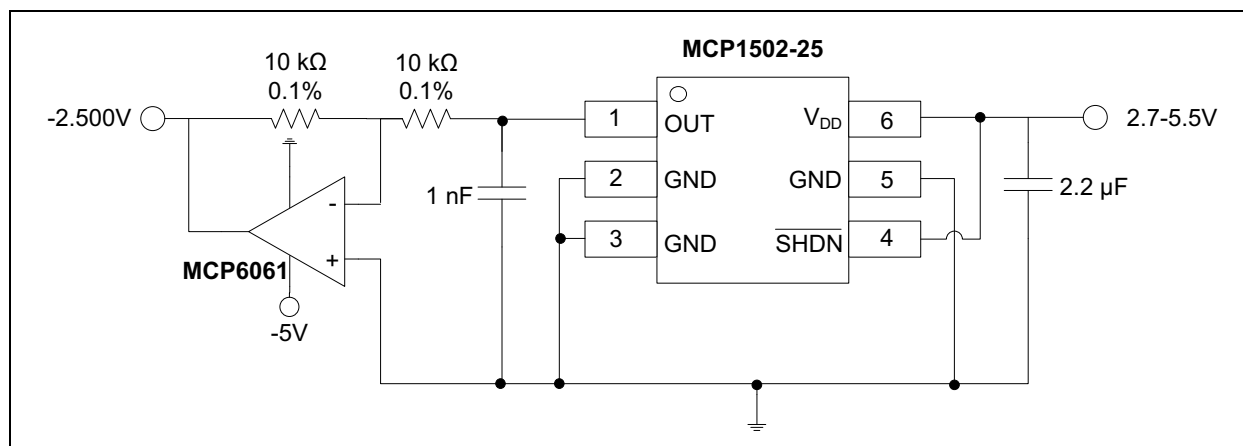 MCP1502-25
10 kΩ
0.1%
10 kΩ
0.1%
-2.500V
1
OUT
VDD
6
2.7-5.5V
2
GND
GND
5
3
GND
SHDN
4
1 nF
2.2 µF
-
+
MCP6061
-5V